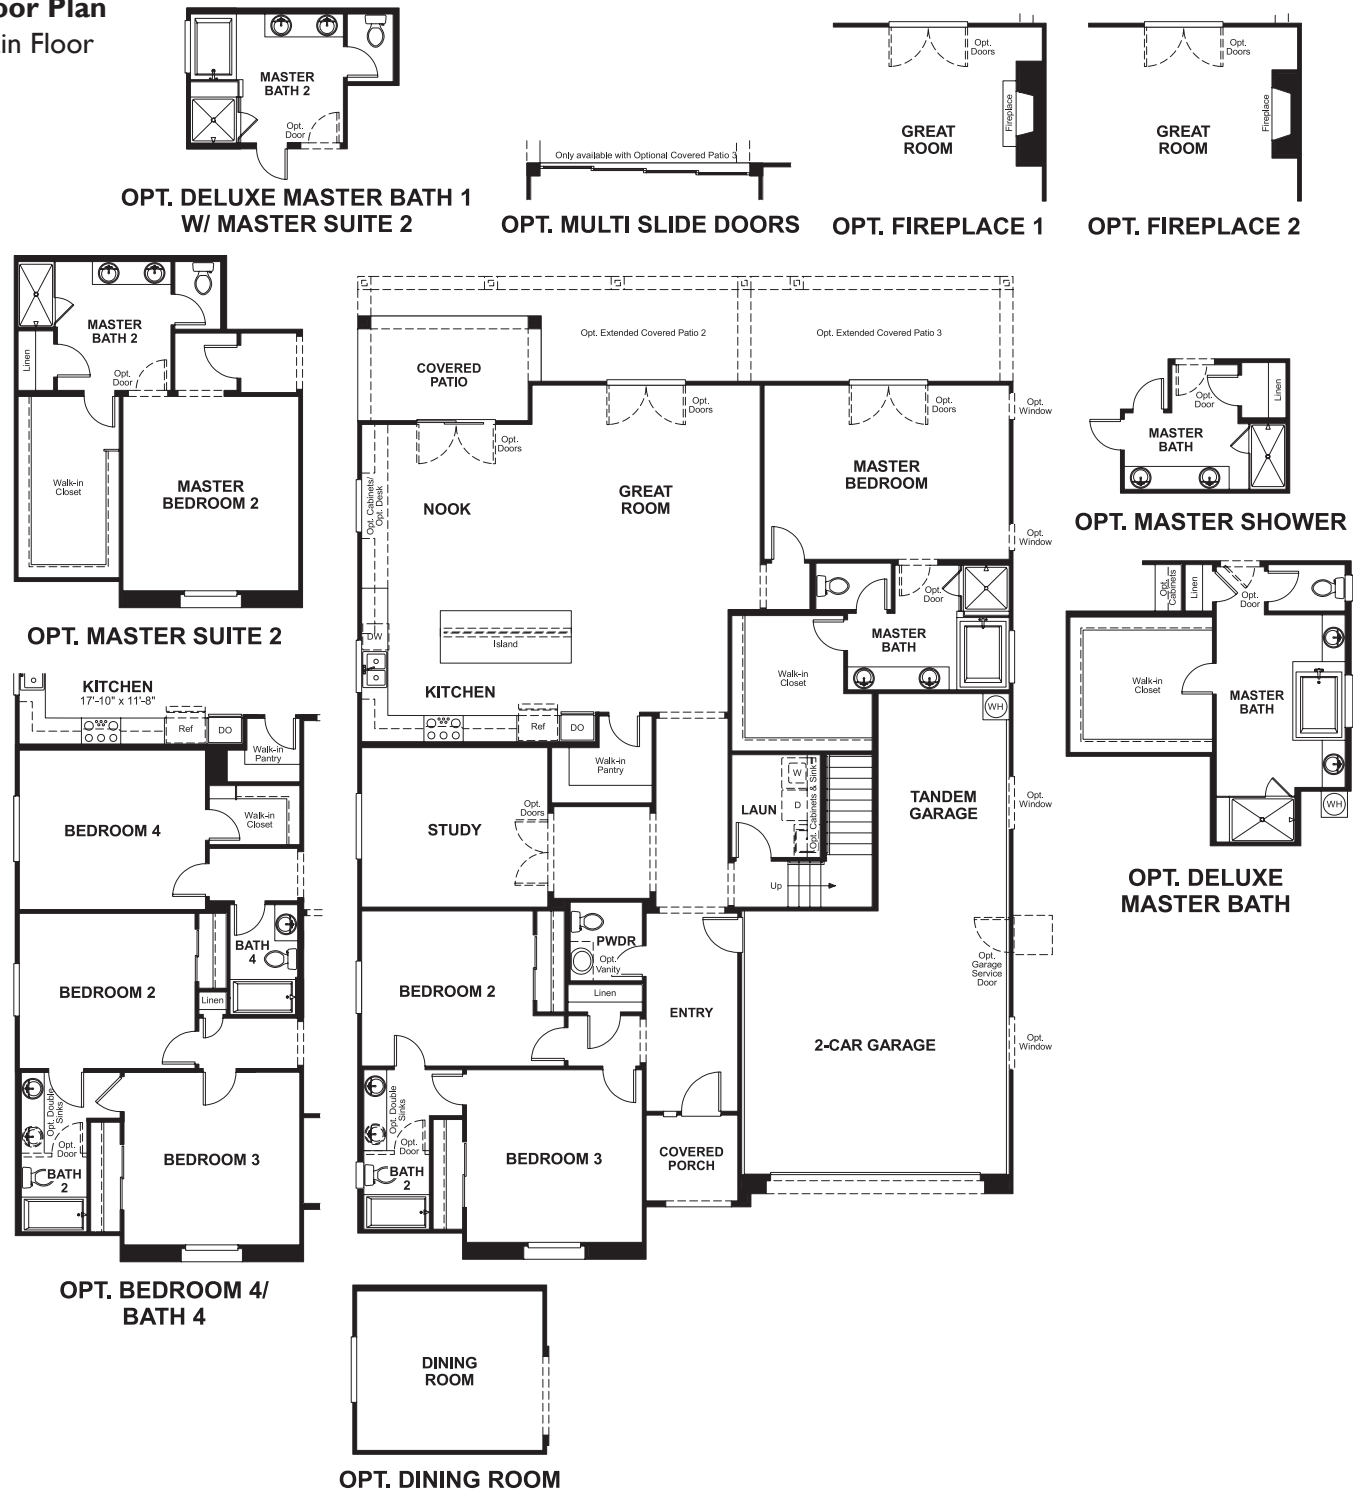 oor Plan
in Floor
MASTER
BATH 2
Opt.
Door
OPT. DELUXE MASTER BATH 1
W/ MASTER SUITE 2
Only available with Optional Covered Patio 3
OPT. MULTI SLIDE DOORS
Opt.
Doors
Fireplace
GREAT
ROOM
OPT. FIREPLACE 1
Opt.
Doors
Fireplace
GREAT
ROOM
OPT. FIREPLACE 2
MASTER
BATH 2
Linen
Opt.
Door
Walk-in
Closet
MASTER
BEDROOM 2
OPT. MASTER SUITE 2
Opt. Extended Covered Patio 2
Opt. Extended Covered Patio 3
COVERED
PATIO
Opt.
Doors
Opt.
Doors
Opt.
Doors
Opt.
Window
Opt. Cabinets/
Opt. Desk
NOOK
GREAT
ROOM
MASTER
BEDROOM
Opt.
Window
Opt.
Door
DW
Island
MASTER
BATH
Walk-in
Closet
KITCHEN
Ref
DO
WH
Walk-in
Pantry
W
D
Opt. Cabinets & Sink
LAUN
TANDEM
GARAGE
Opt.
Window
Opt.
Doors
STUDY
Up
PWDR
Opt.
Vanity
Opt.
Garage
Service
Door
BEDROOM 2
Linen
ENTRY
2-CAR GARAGE
Opt.
Window
Opt. Double
Sinks
Opt.
Door
BATH
2
BEDROOM 3
COVERED
PORCH
Opt.
Door
Linen
MASTER
BATH
OPT. MASTER SHOWER
Opt.
Cabinets
Linen
Opt.
Door
Walk-in
Closet
MASTER
BATH
WH
OPT. DELUXE
MASTER BATH
KITCHEN
17'-10" x 11'-8"
Ref
DO
Walk-in
Pantry
Walk-in
Closet
BEDROOM 4
BATH
4
BEDROOM 2
Linen
Opt. Double
Sinks
Opt.
Door
BATH
2
BEDROOM 3
OPT. BEDROOM 4/
BATH 4
DINING
ROOM
OPT. DINING ROOM